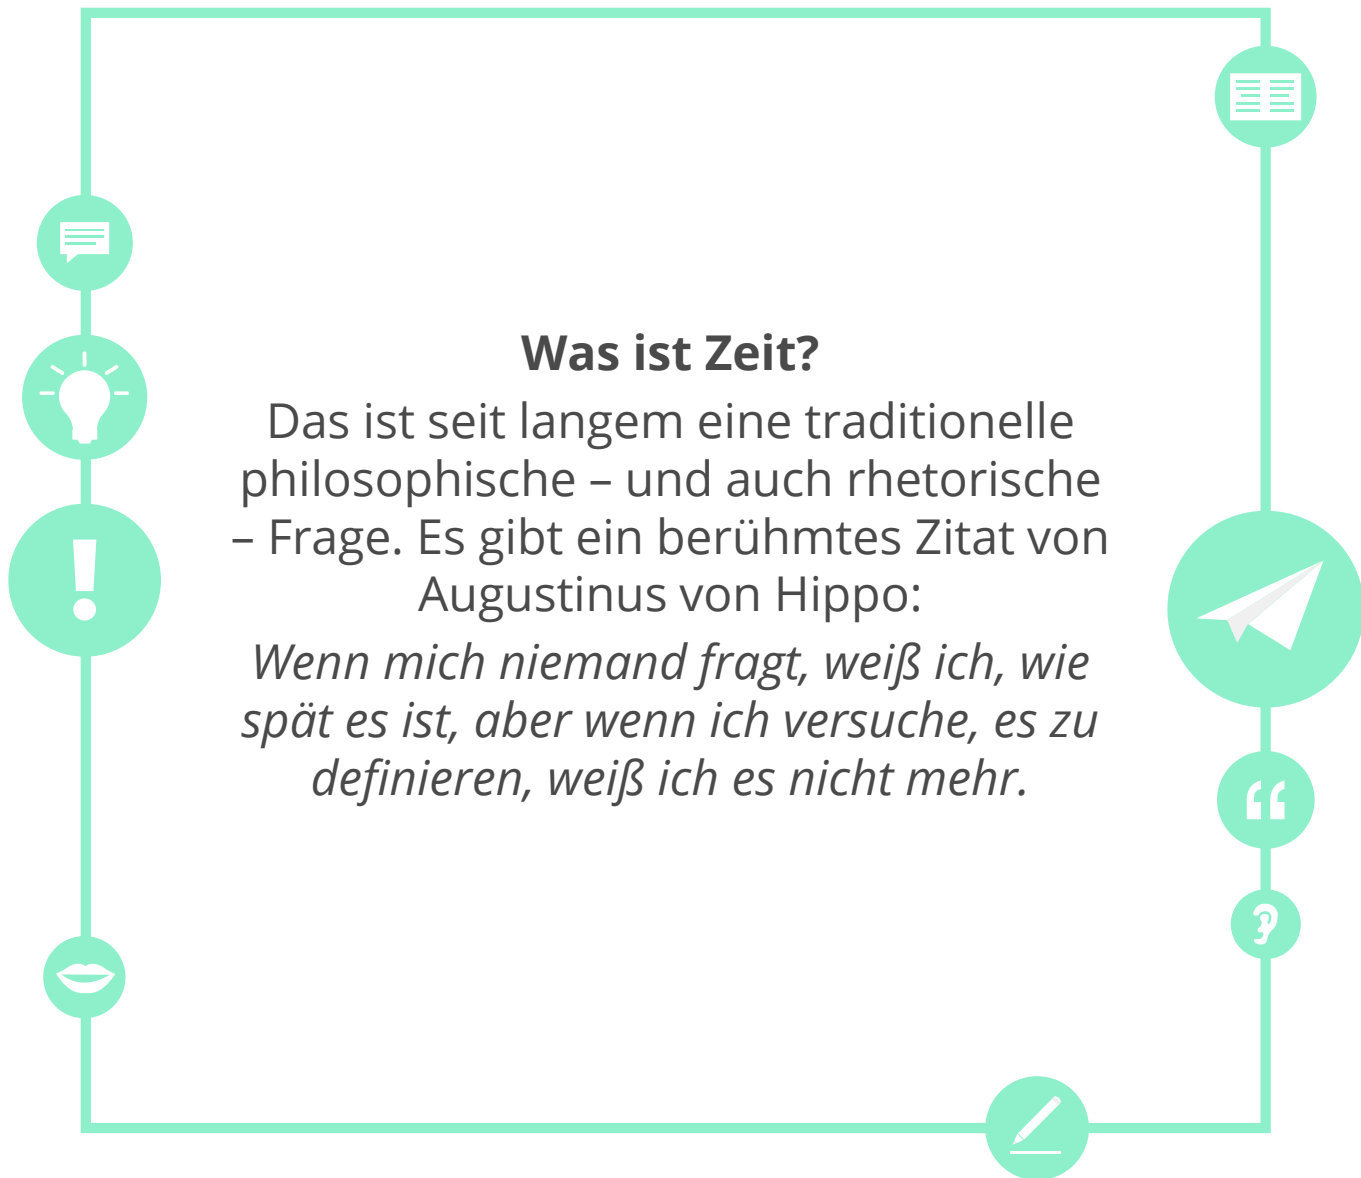 Was ist Zeit?
Das ist seit langem eine traditionelle
philosophische – und auch rhetorische
– Frage. Es gibt ein berühmtes Zitat von
Augustinus von Hippo:
Wenn mich niemand fragt, weiß ich, wie
spät es ist, aber wenn ich versuche, es zu
definieren, weiß ich es nicht mehr.